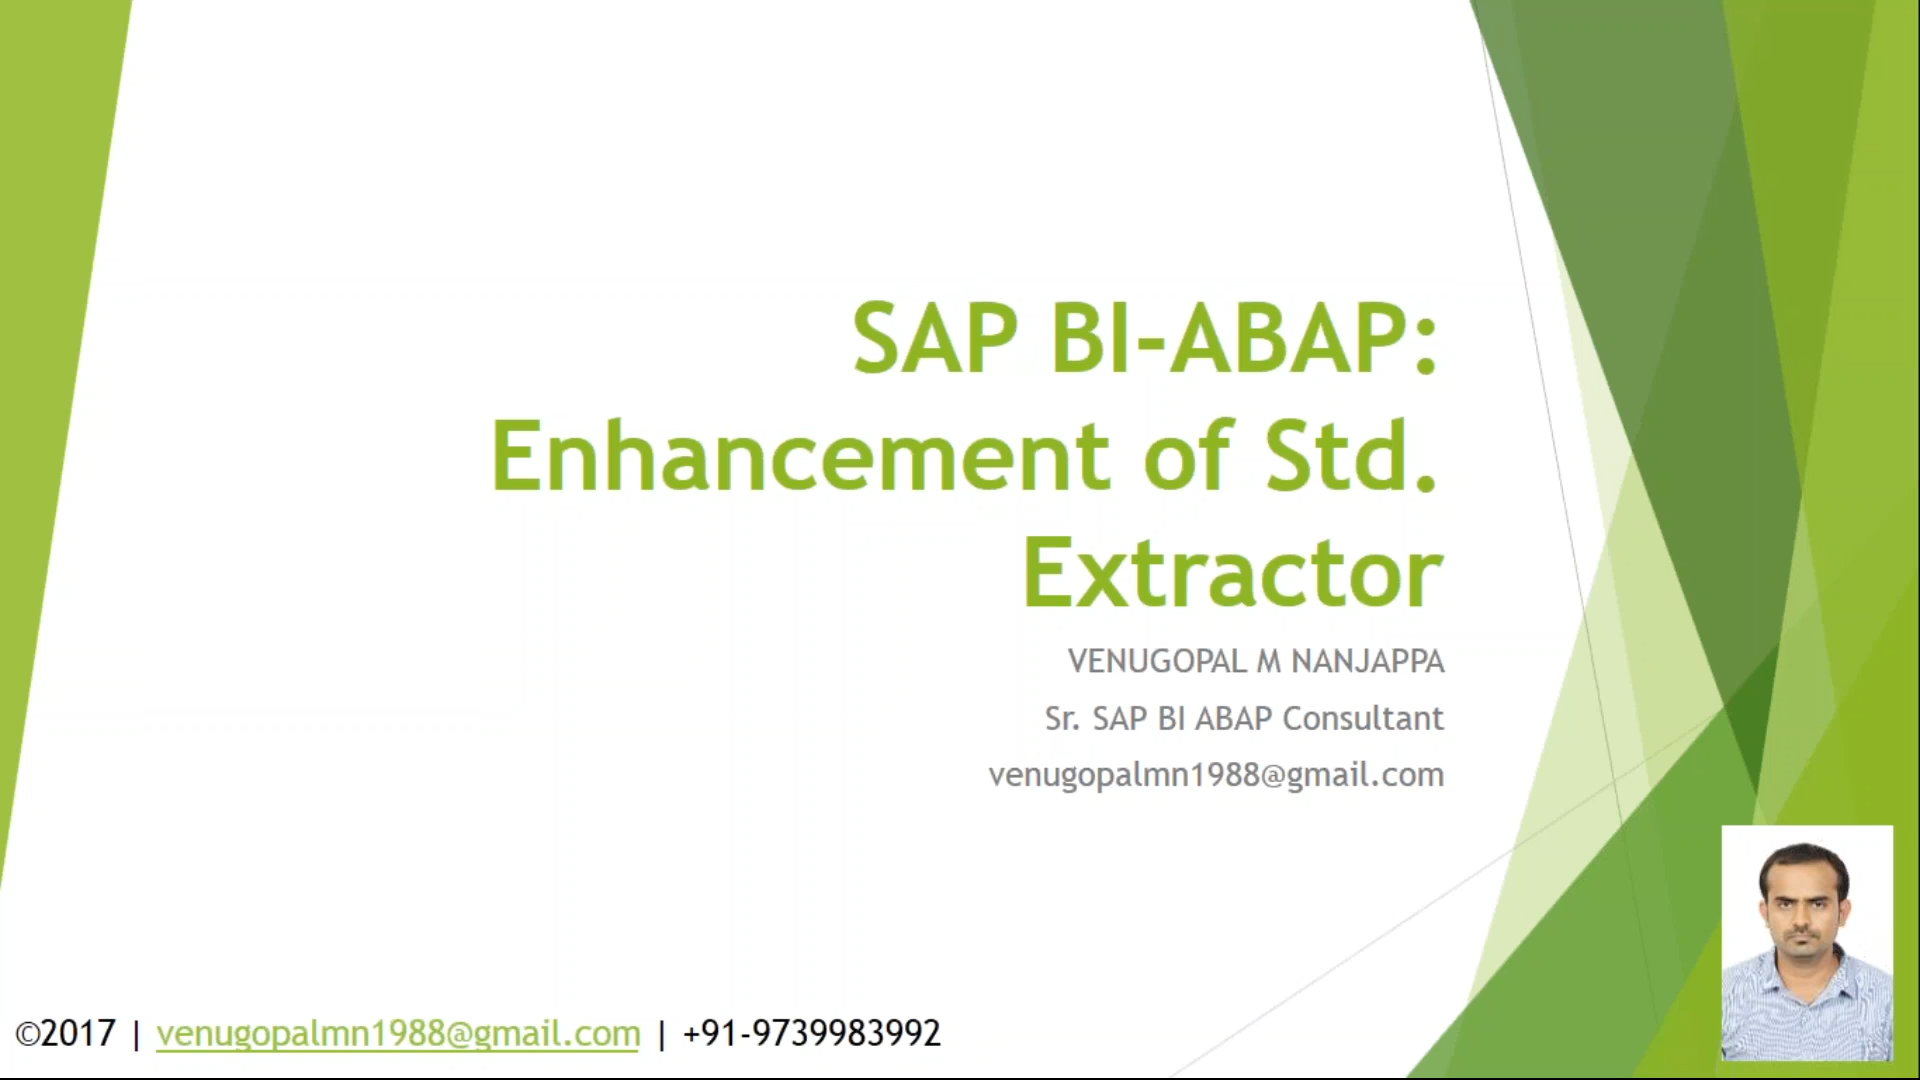 SAP BI-ABAP:
Enhancement of Std.
Extractor
VENUGOPAL M NANJAPPA
Sr. SAP BI ABAP Consultant
venugopalmn1988@gmail.com
©2017 | venugopalmn1988@gmail.com | +91-9739983992